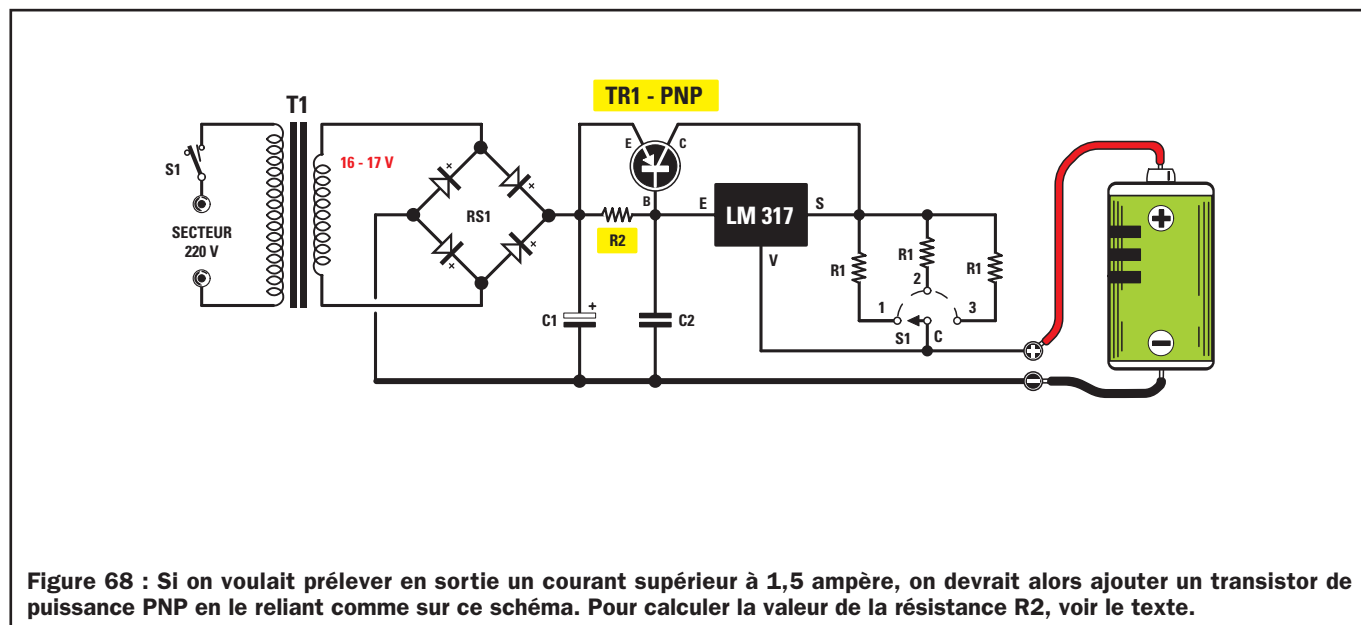 TR1 - PNP
T1
E
C
16 - 17 V
S1
B
E
LM 317
S
RS1
R2
SECTEUR
220 V
V
R1
R1
R1
2
1
3
S1
C
C1
+
C2
+
+
+
+
+
–
+
–
Figure 68 : Si on voulait prélever en sortie un courant supérieur à 1,5 ampère, on devrait alors ajouter un transistor de
puissance PNP en le reliant comme sur ce schéma. Pour calculer la valeur de la résistance R2, voir le texte.